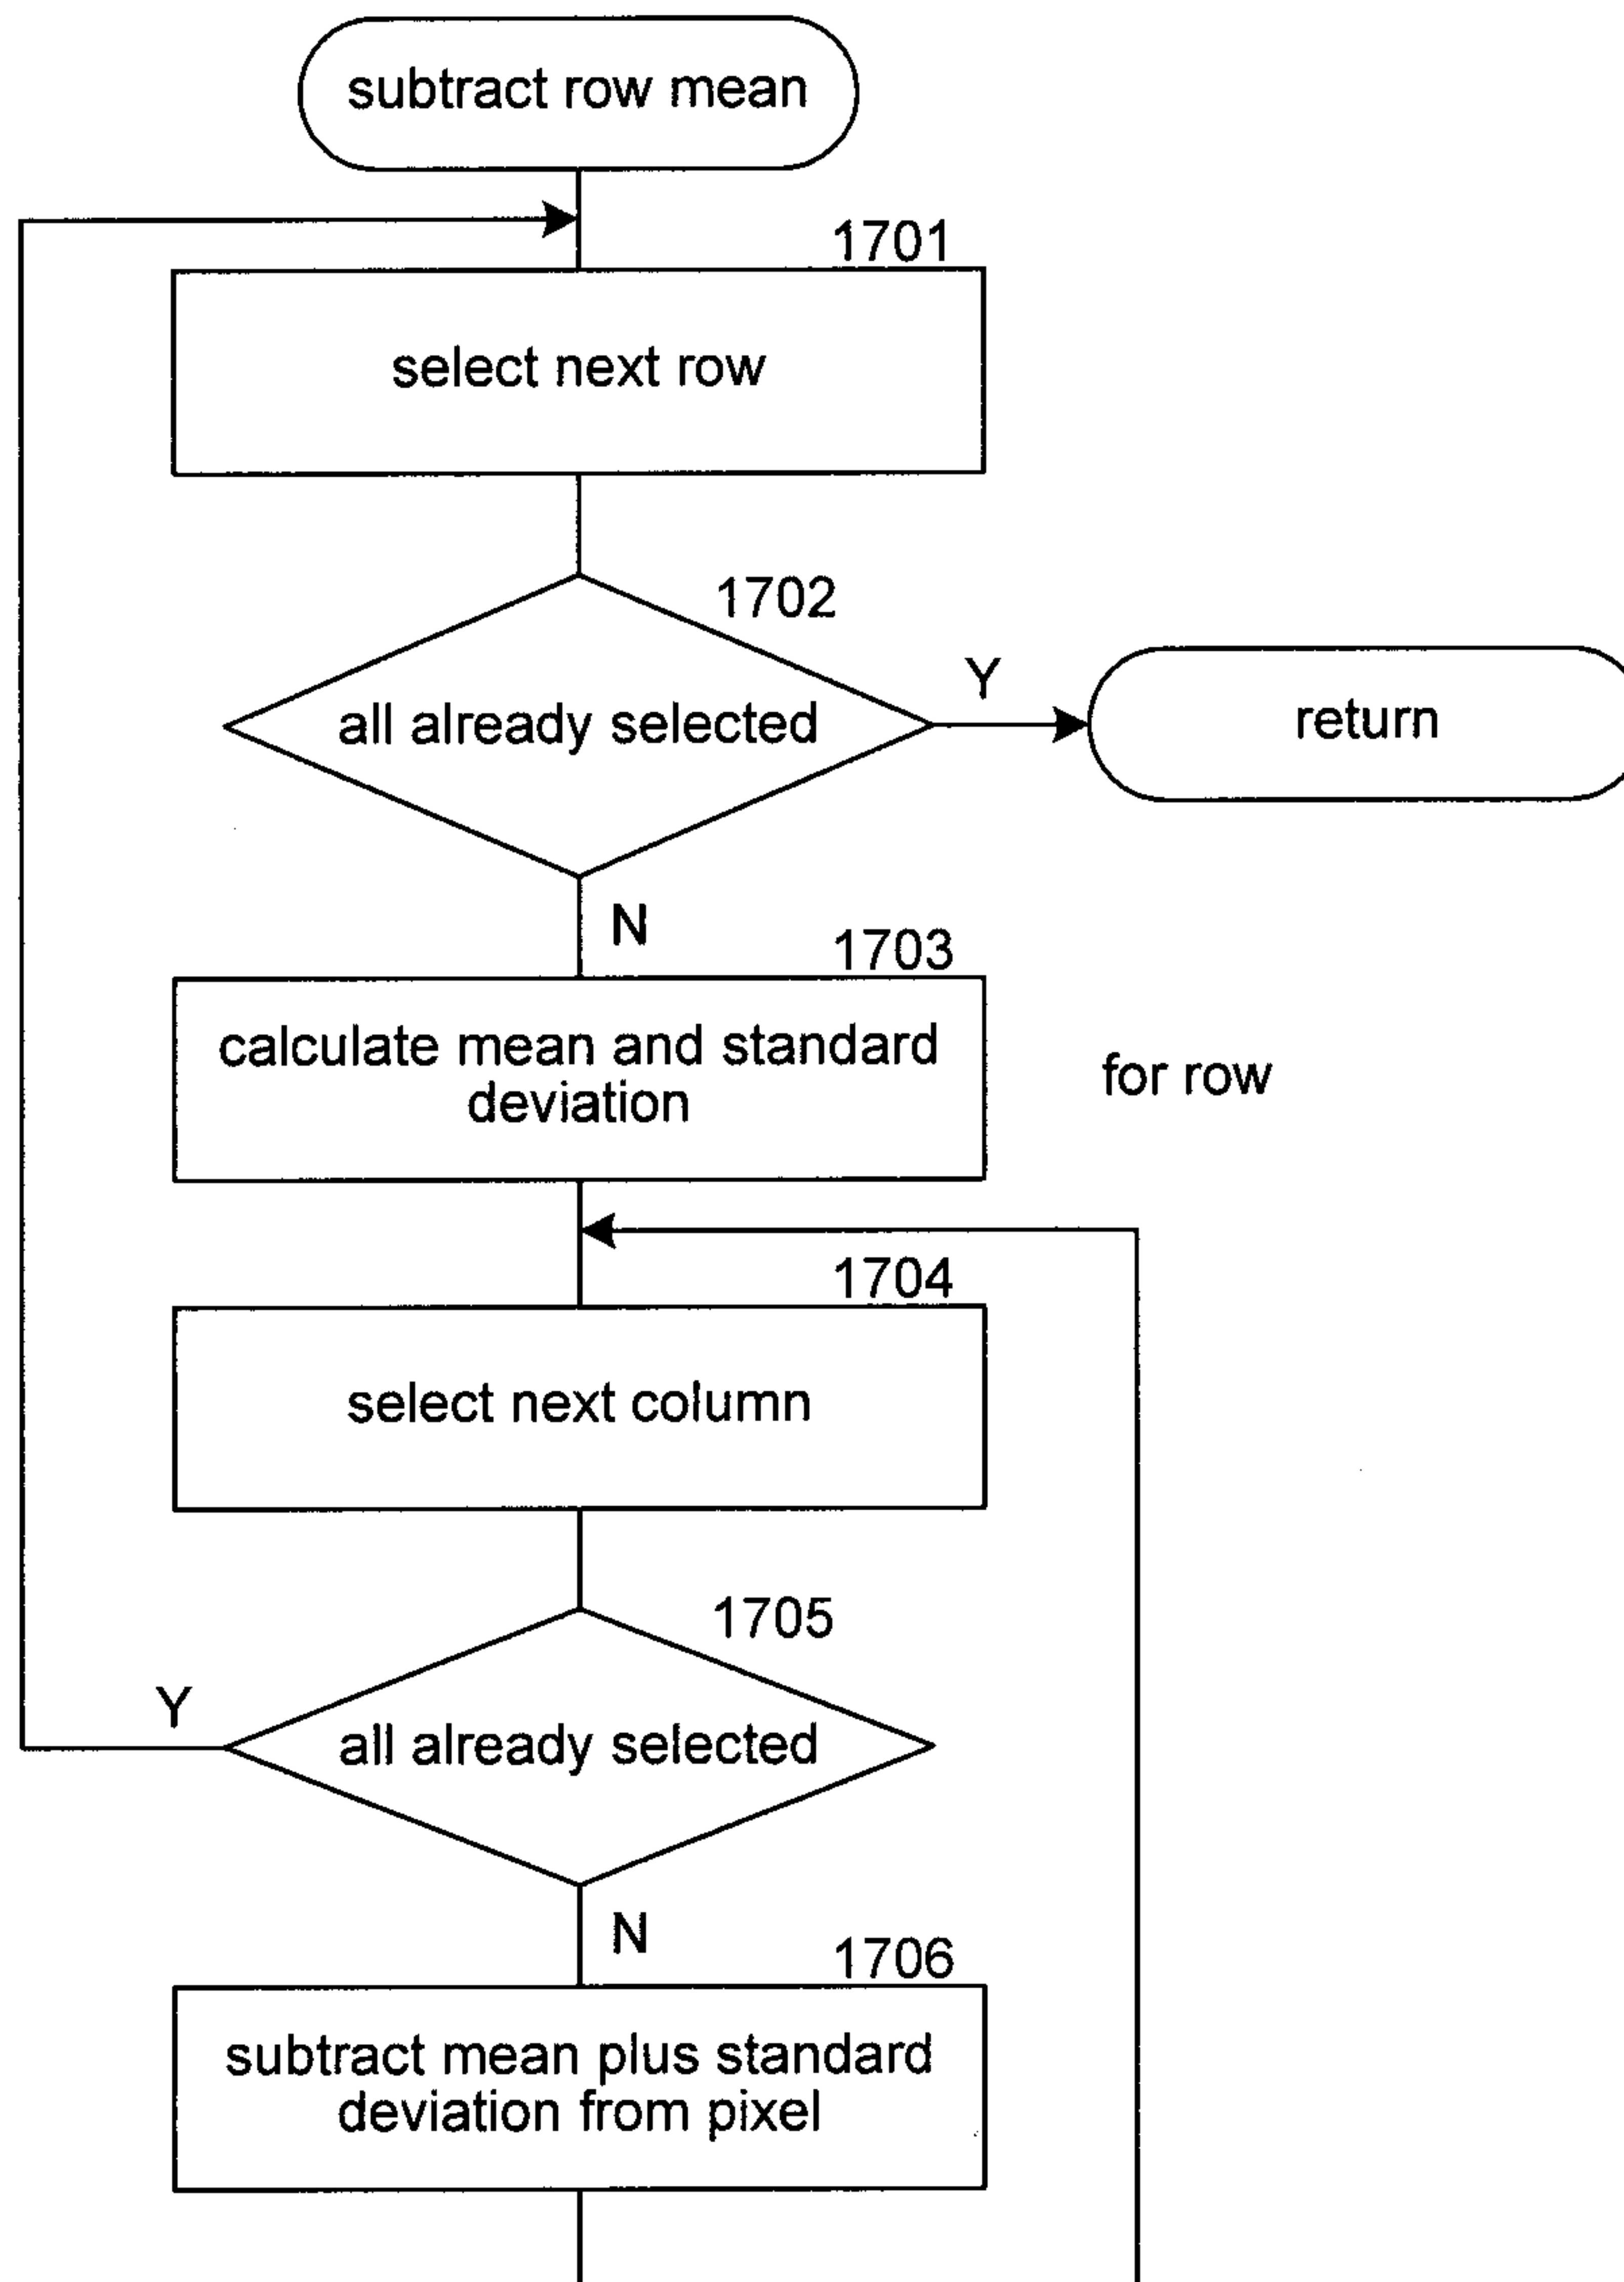 subtract row mean
1701
select next row
1702
all already selected
Y
return
N
1703
calculate mean and standard
deviation
for row
1704
select next column
1705
Y
all already selected
N
1706
subtract mean plus standard
deviation from pixel